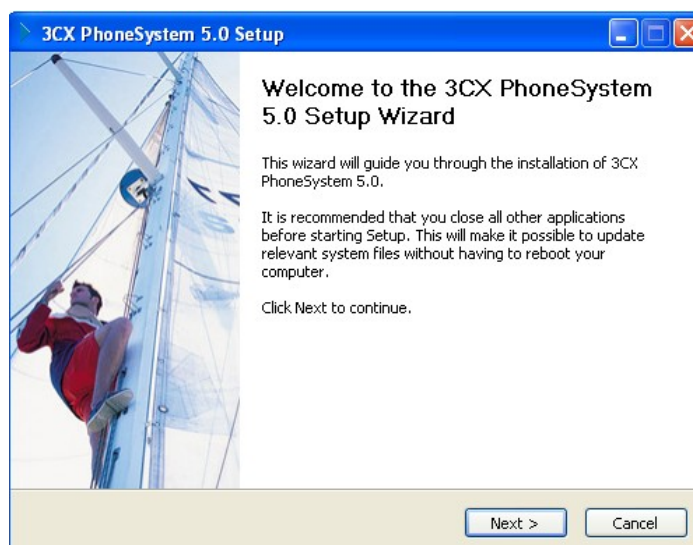 3CX PhoneSystem 5.0 Setup
Welcome to the 3CX PhoneSystem
5.0 Setup Wizard
This wizard will guide you through the installation of 3CX
PhoneSystem 5.0.
It is recommended that you close all other applications
before starting Setup. This will make it possible to update
relevant system files without having to reboot your
computer.
Click Next to continue.
Next >
Cancel